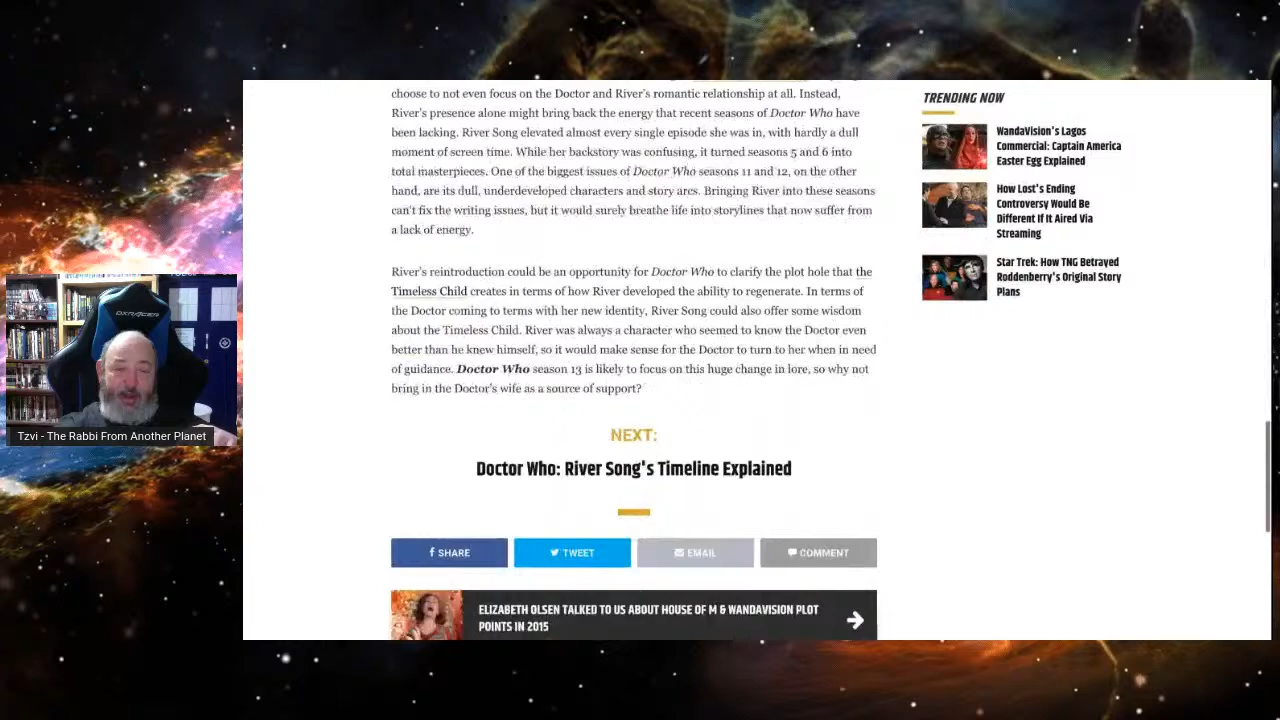 choose to not even focus on the Doctor and River's romantic relationship at all. Instead,
River's presence alone might bring back the energy that recent seasons of Doctor Who have
been lacking. River Song elevated almost every single episode she was in, with hardly a dull
moment of screen time. While her backstory was confusing, it turned seasons 5 and 6 into
total masterpieces. One of the biggest issues of Doctor Who seasons 11 and 12, on the other
hand, are its dull, underdeveloped characters and story arcs. Bringing River into these seasons
can't fix the writing issues, but it would surely breathe life into storylines that now suffer from
a lack of energy.
River's reintroduction could be an opportunity for Doctor Who to clarify the plot hole that the
Timeless Child creates in terms of how River developed the ability to regenerate. In terms of
the Doctor coming to terms with her new identity, River Song could also offer some wisdom
about the Timeless Child. River was always a character who seemed to know the Doctor even
better than he knew himself, so it would make sense for the Doctor to turn to her when in need
of guidance. Doctor Who season 13 is likely to focus on this huge change in lore, so why not
bring in the Doctor's wife as a source of support?
NEXT:
Doctor Who: River Song's Timeline Explained
SHARE
TWEET
EMAIL
COMMENT
ELIZABETH OLSEN TALKED TO US ABOUT HOUSE OF M & WANDAVISION PLOT
POINTS IN 2015
TRENDING NOW
WandaVision's Lagos
Commercial: Captain America
Easter Egg Explained
How Lost's Ending
Controversy Would Be
Different If It Aired Via
Streaming
Star Trek: How TNG Betrayed
Roddenberry's Original Story
Plans
DXRACER
Tzvi - The Rabbi From Another Planet